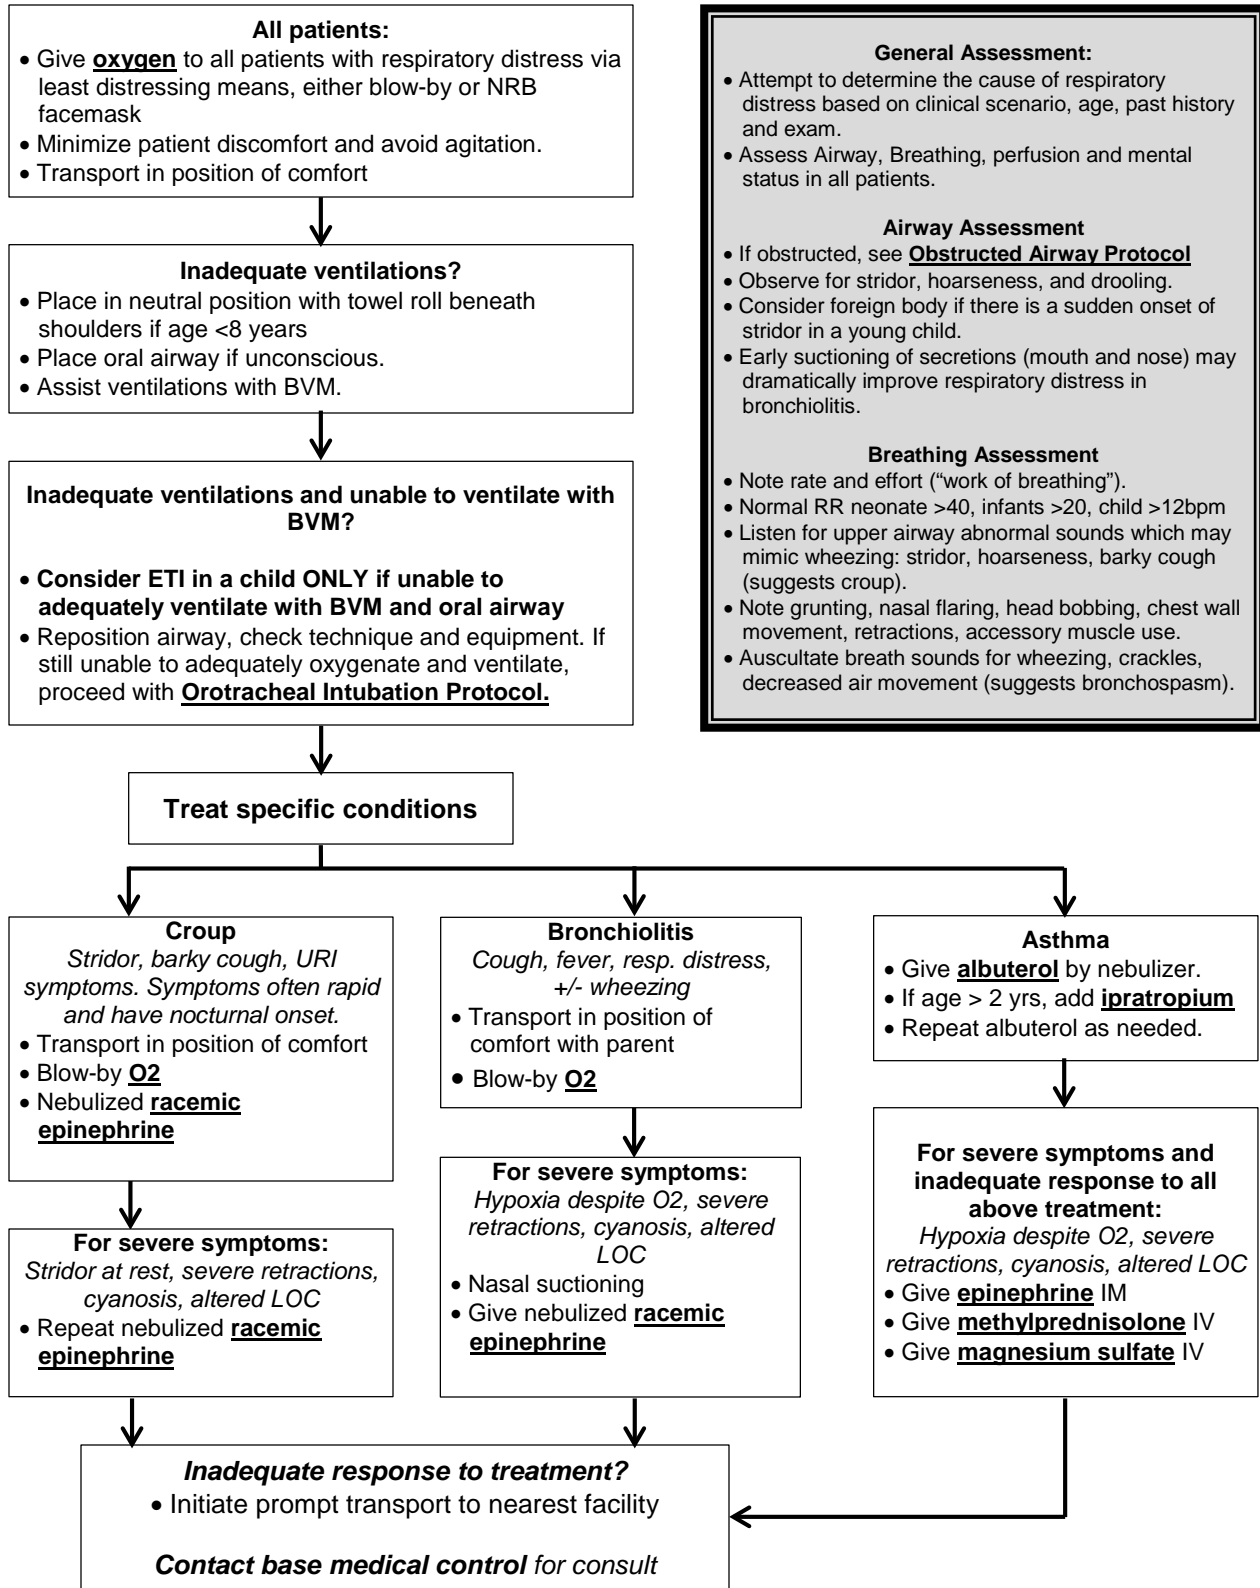 All patients:
• Give oxygen to all patients with respiratory distress via
least distressing means, either blow-by or NRB
facemask
• Minimize patient discomfort and avoid agitation.
• Transport in position of comfort
Inadequate ventilations?
• Place in neutral position with towel roll beneath
shoulders if age <8 years
• Place oral airway if unconscious.
• Assist ventilations with BVM.
Inadequate ventilations and unable to ventilate with
BVM?
• Consider ETI in a child ONLY if unable to
adequately ventilate with BVM and oral airway
• Reposition airway, check technique and equipment. If
still unable to adequately oxygenate and ventilate,
proceed with Orotracheal Intubation Protocol.
General Assessment:
• Attempt to determine the cause of respiratory
distress based on clinical scenario, age, past history
and exam.
• Assess Airway, Breathing, perfusion and mental
status in all patients.
Airway Assessment
• If obstructed, see Obstructed Airway Protocol
• Observe for stridor, hoarseness, and drooling.
• Consider foreign body if there is a sudden onset of
stridor in a young child.
• Early suctioning of secretions (mouth and nose) may
dramatically improve respiratory distress in
bronchiolitis.
Breathing Assessment
• Note rate and effort (“work of breathing”).
• Normal RR neonate >40, infants >20, child >12bpm
• Listen for upper airway abnormal sounds which may
mimic wheezing: stridor, hoarseness, barky cough
(suggests croup).
• Note grunting, nasal flaring, head bobbing, chest wall
movement, retractions, accessory muscle use.
• Auscultate breath sounds for wheezing, crackles,
decreased air movement (suggests bronchospasm).
Treat specific conditions
Croup
Stridor, barky cough, URI
symptoms. Symptoms often rapid
and have nocturnal onset.
• Transport in position of comfort
• Blow-by O2
• Nebulized racemic
epinephrine
For severe symptoms:
Stridor at rest, severe retractions,
cyanosis, altered LOC
• Repeat nebulized racemic
epinephrine
Bronchiolitis
Cough, fever, resp. distress,
+/- wheezing
• Transport in position of
comfort with parent
• Blow-by O2
For severe symptoms:
Hypoxia despite O2, severe
retractions, cyanosis, altered
LOC
• Nasal suctioning
• Give nebulized racemic
epinephrine
Asthma
• Give albuterol by nebulizer.
• If age > 2 yrs, add ipratropium
• Repeat albuterol as needed.
For severe symptoms and
inadequate response to all
above treatment:
Hypoxia despite O2, severe
retractions, cyanosis, altered LOC
• Give epinephrine IM
• Give methylprednisolone IV
• Give magnesium sulfate IV
Inadequate response to treatment?
• Initiate prompt transport to nearest facility
Contact base medical control for consult